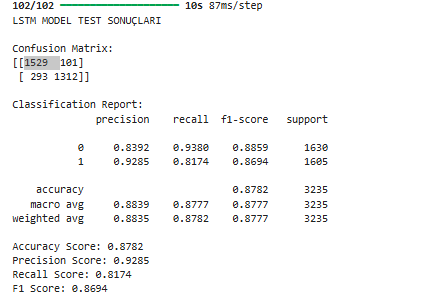 102/102 ━━━━━━━━━━━━━━━━━━━━ 10s 87ms/step
LSTM MODEL TEST SONUÇLARI
Confusion Matrix:
[[1529  101]
 [ 293 1312]]
Classification Report:
              precision    recall  f1-score   support
           0     0.8392    0.9380    0.8859      1630
           1     0.9285    0.8174    0.8694      1605
    accuracy                         0.8782      3235
   macro avg     0.8839    0.8777    0.8777      3235
weighted avg     0.8835    0.8782    0.8777      3235
Accuracy Score: 0.8782
Precision Score: 0.9285
Recall Score: 0.8174
F1 Score: 0.8694